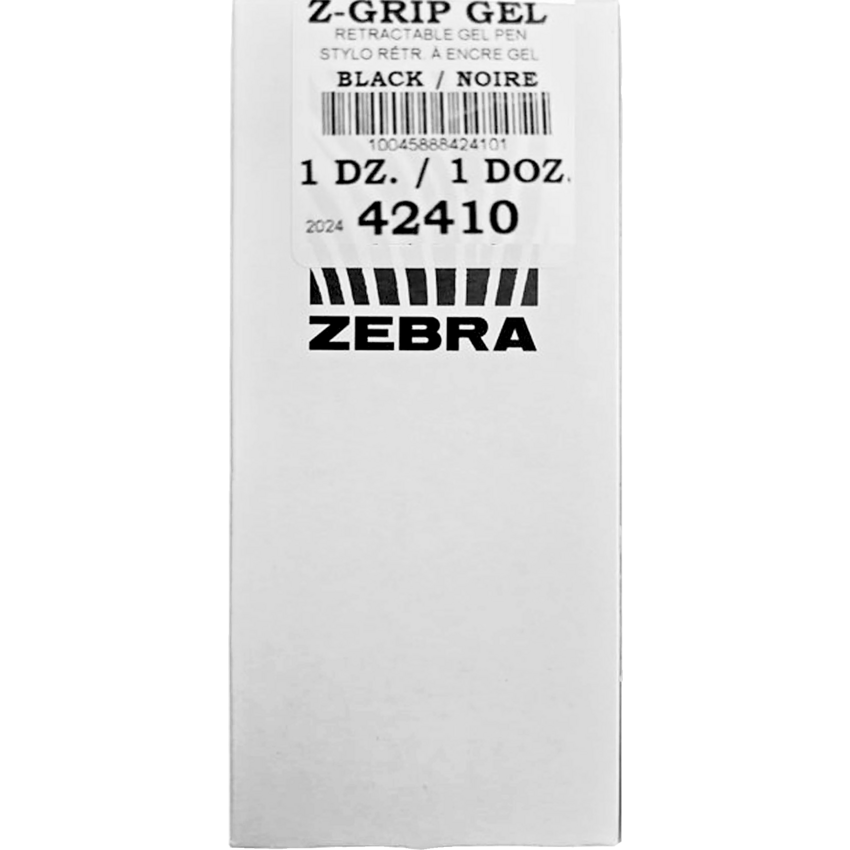 Z-GRIP GEL
RETRACTABLE GEL PEN
STYLO RÉTR. À ENCRE GEL
BLACK / NOIRE
10045888424101
1 DZ. / 1 DOZ.
2024 42410
ZEBRA